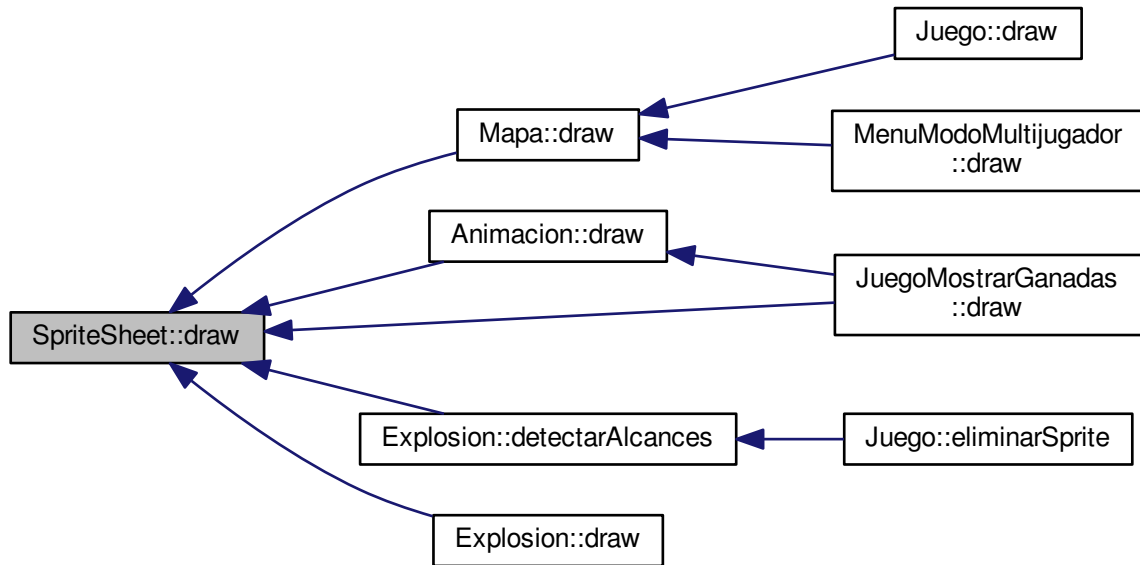 Juego::draw
Mapa::draw
MenuModoMultijugador
::draw
Animacion::draw
JuegoMostrarGanadas
::draw
SpriteSheet::draw
Explosion::detectarAlcances
Juego::eliminarSprite
Explosion::draw